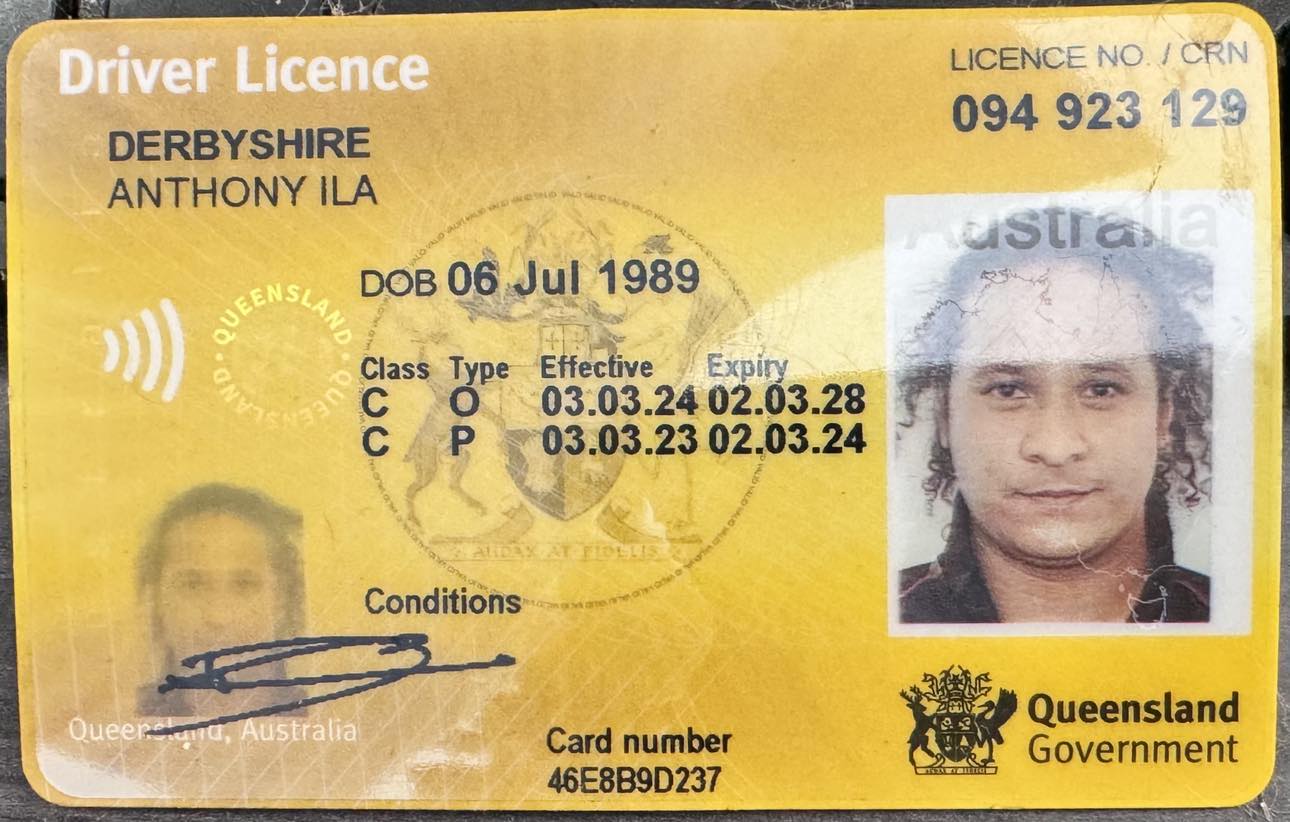 Driver Licence
LICENCE NO. / CRN
094 923 129
DERBYSHIRE
ANTHONY ILA
Australia
DOB 06 Jul 1989
QUEENSLAND · QUEENSLAND ·
Class Type Effective Expiry
C O 03.03.24 02.03.28
C P 03.03.23 02.03.24
AUDAX AT FIDELIS
Conditions
Queensland, Australia
Card number
46E8B9D237
Queensland
Government